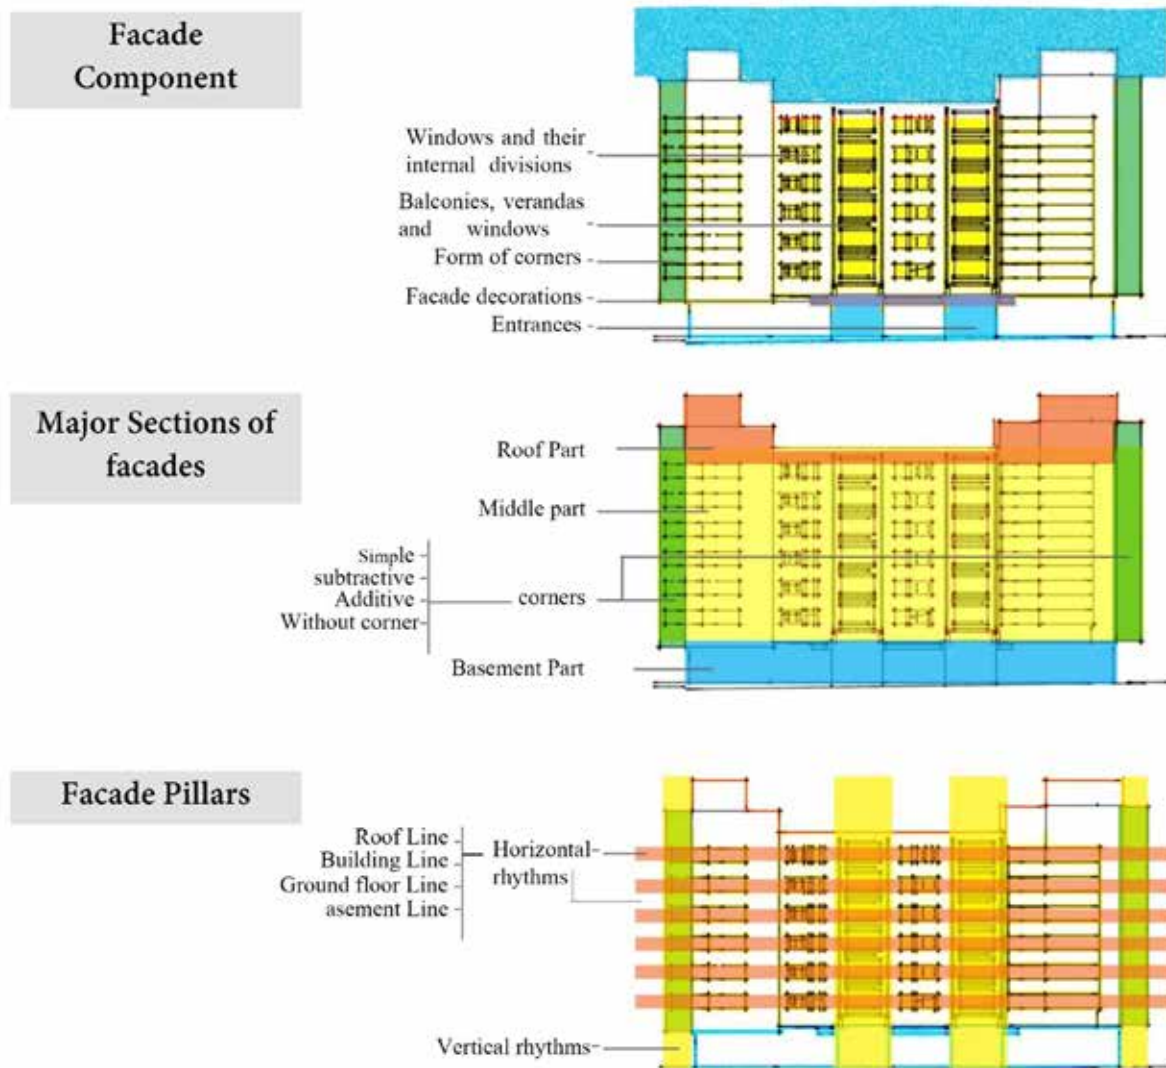 Facade
Component
Windows and their
internal divisions
Balconies, verandas
and windows
Form of corners
Facade decorations
Entrances
Major Sections of
facades
Roof Part
Middle part
Simple
subtractive
Additive
Without corner
corners
Basement Part
Facade Pillars
Roof Line
Building Line
Ground floor Line
asement Line
Horizontal
rhythms
Vertical rhythms